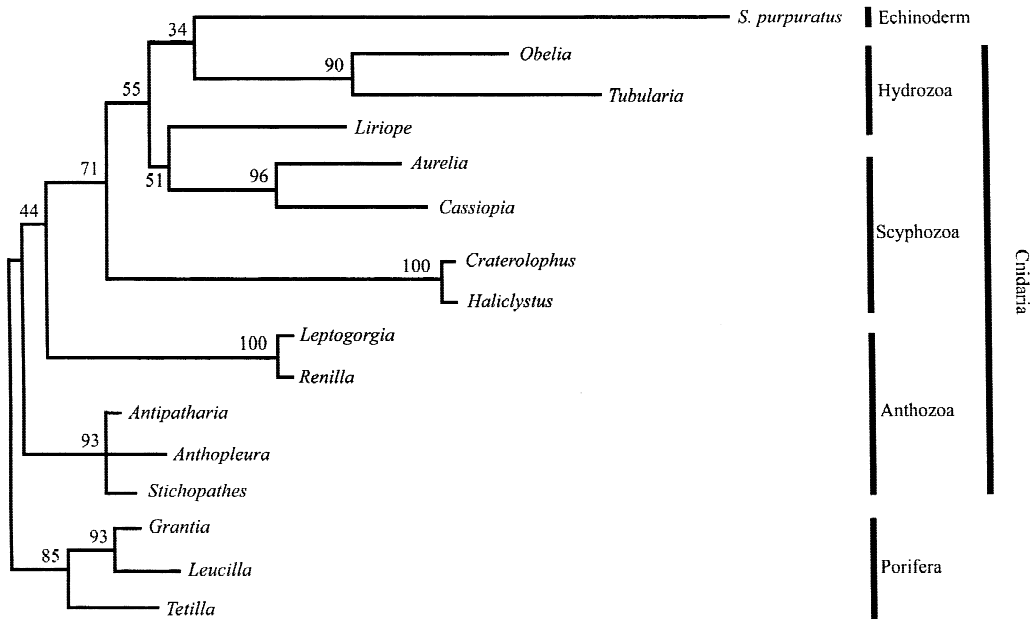 34
S. purpuratus
Echinoderm
Obelia
90
Tubularia
Hydrozoa
55
Liriope
51
Aurelia
96
Cassiopia
Scyphozoa
71
100
Craterolophus
Haliclystus
Cnidaria
44
Leptogorgia
100
Renilla
Antipatharia
Anthozoa
93
Anthopleura
Stichopathes
Grantia
93
85
Leucilla
Porifera
Tetilla